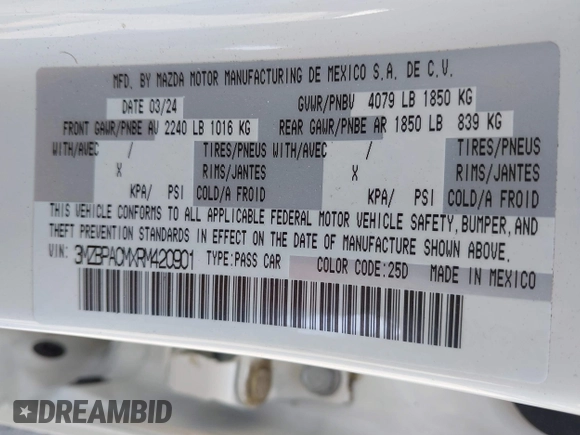 MFD. BY MAZDA MOTOR MANUFACTURING DE MEXICO S.A. DE C.V.
DATE 03/24 GVWR/PNBV 4079 LB 1850 KG
FRONT GAWR/PNBE AV 2240 LB 1016 KG REAR GAWR/PNBE AR 1850 LB 839 KG
WITH/AVEC / TIRES/PNEUS WITH/AVEC / TIRES/PNEUS
X RIMS/JANTES X RIMS/JANTES
KPA/ PSI COLD/A FROID KPA/ PSI COLD/A FROID
THIS VEHICLE CONFORMS TO ALL APPLICABLE FEDERAL MOTOR VEHICLE SAFETY, BUMPER, AND
THEFT PREVENTION STANDARDS IN EFFECT ON THE DATE OF MANUFACTURE SHOWN ABOVE.
VIN: 3MZBPACMXRM420901 TYPE:PASS CAR COLOR CODE:25D MADE IN MEXICO
DREAMBID